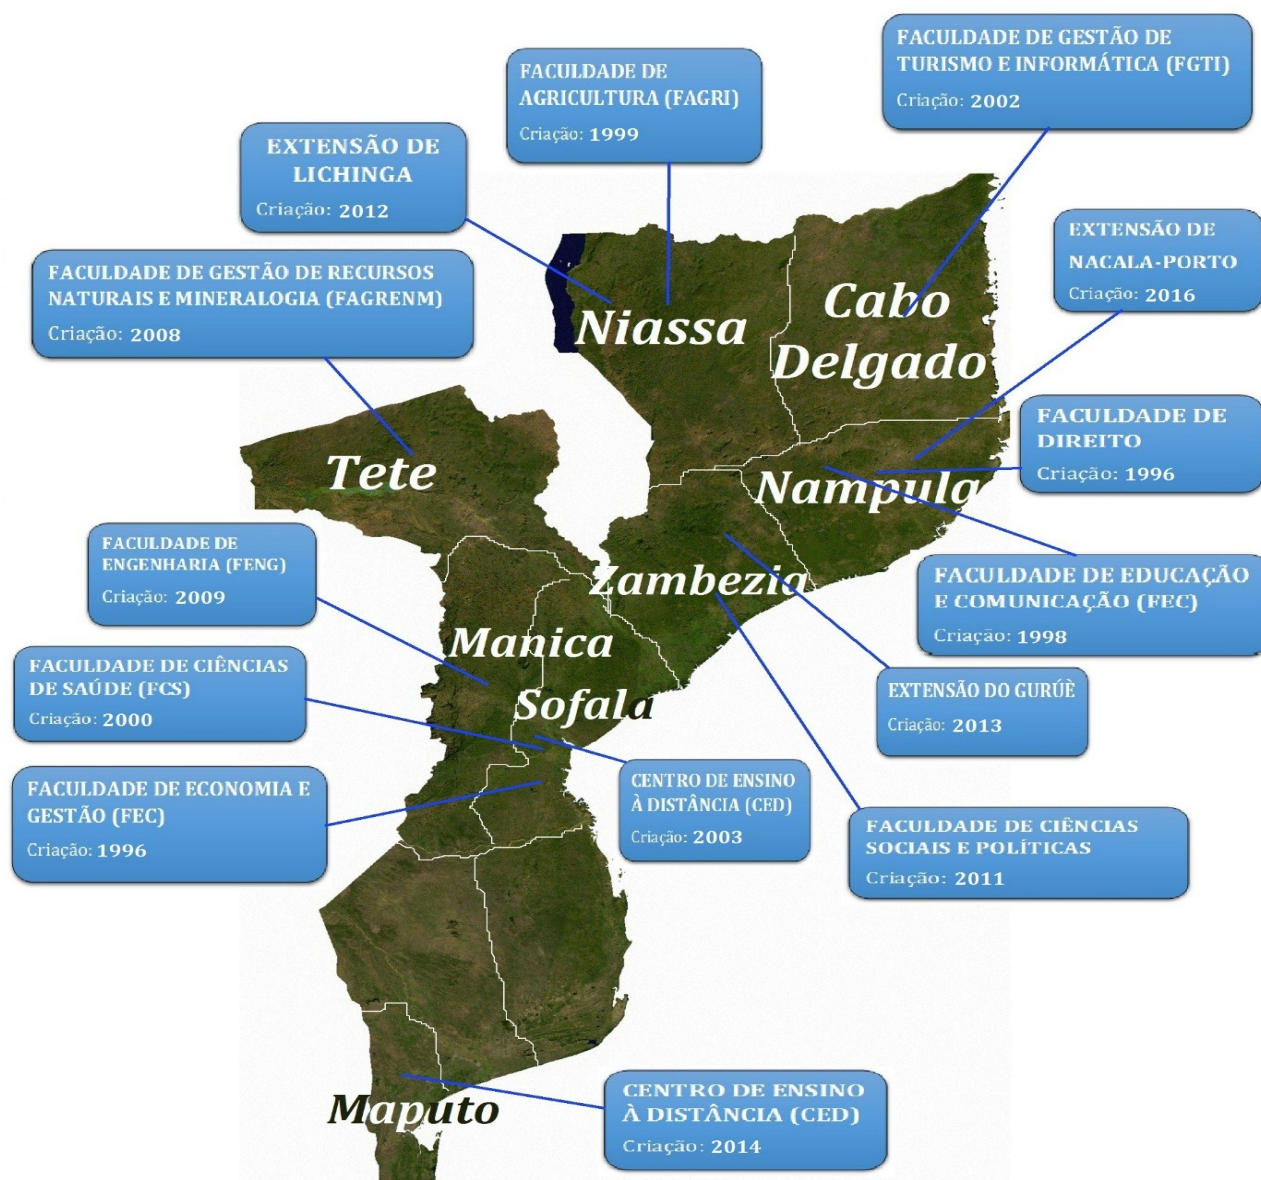 FACULDADE DE GESTÃO DE
TURISMO E INFORMÁTICA (FGTI)
Criação: 2002
FACULDADE DE
AGRICULTURA (FAGRI)
Criação: 1999
EXTENSÃO DE
LICHINGA
Criação: 2012
EXTENSÃO DE
NACALA-PORTO
Criação: 2016
FACULDADE DE GESTÃO DE RECURSOS
NATURAIS E MINERALOGIA (FAGRENM)
Criação: 2008
Niassa
Cabo
Delgado
FACULDADE DE
DIREITO
Criação: 1996
Tete
Nampula
FACULDADE DE
ENGENHARIA (FENG)
Criação: 2009
Zambezia
FACULDADE DE EDUCAÇÃO
E COMUNICAÇÃO (FEC)
Criação: 1998
Manica
Sofala
FACULDADE DE CIÊNCIAS
DE SAÚDE (FCS)
Criação: 2000
EXTENSÃO DO GURÚÈ
Criação: 2013
FACULDADE DE ECONOMIA E
GESTÃO (FEC)
Criação: 1996
CENTRO DE ENSINO
À DISTÂNCIA (CED)
Criação: 2003
FACULDADE DE CIÊNCIAS
SOCIAIS E POLÍTICAS
Criação: 2011
Maputo
CENTRO DE ENSINO
À DISTÂNCIA (CED)
Criação: 2014